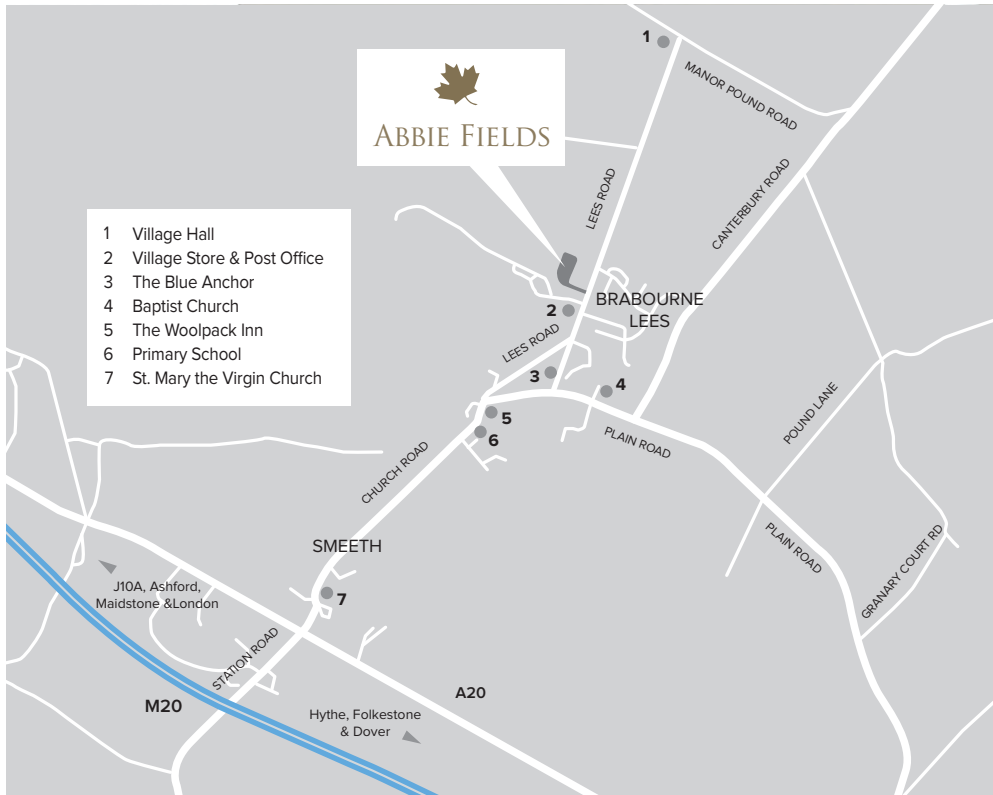 1
MANOR POUND ROAD
ABBIE FIELDS
LEES ROAD
CANTERBURY ROAD
1 Village Hall
2 Village Store & Post Office
3 The Blue Anchor
4 Baptist Church
5 The Woolpack Inn
6 Primary School
7 St. Mary the Virgin Church
BRABOURNE
LEES
2
LEES ROAD
3
4
5
6
PLAIN ROAD
POUND LANE
CHURCH ROAD
PLAIN ROAD
GRANARY COURT RD
SMEETH
J10A, Ashford,
Maidstone &London
7
STATION ROAD
M20
A20
Hythe, Folkestone
& Dover